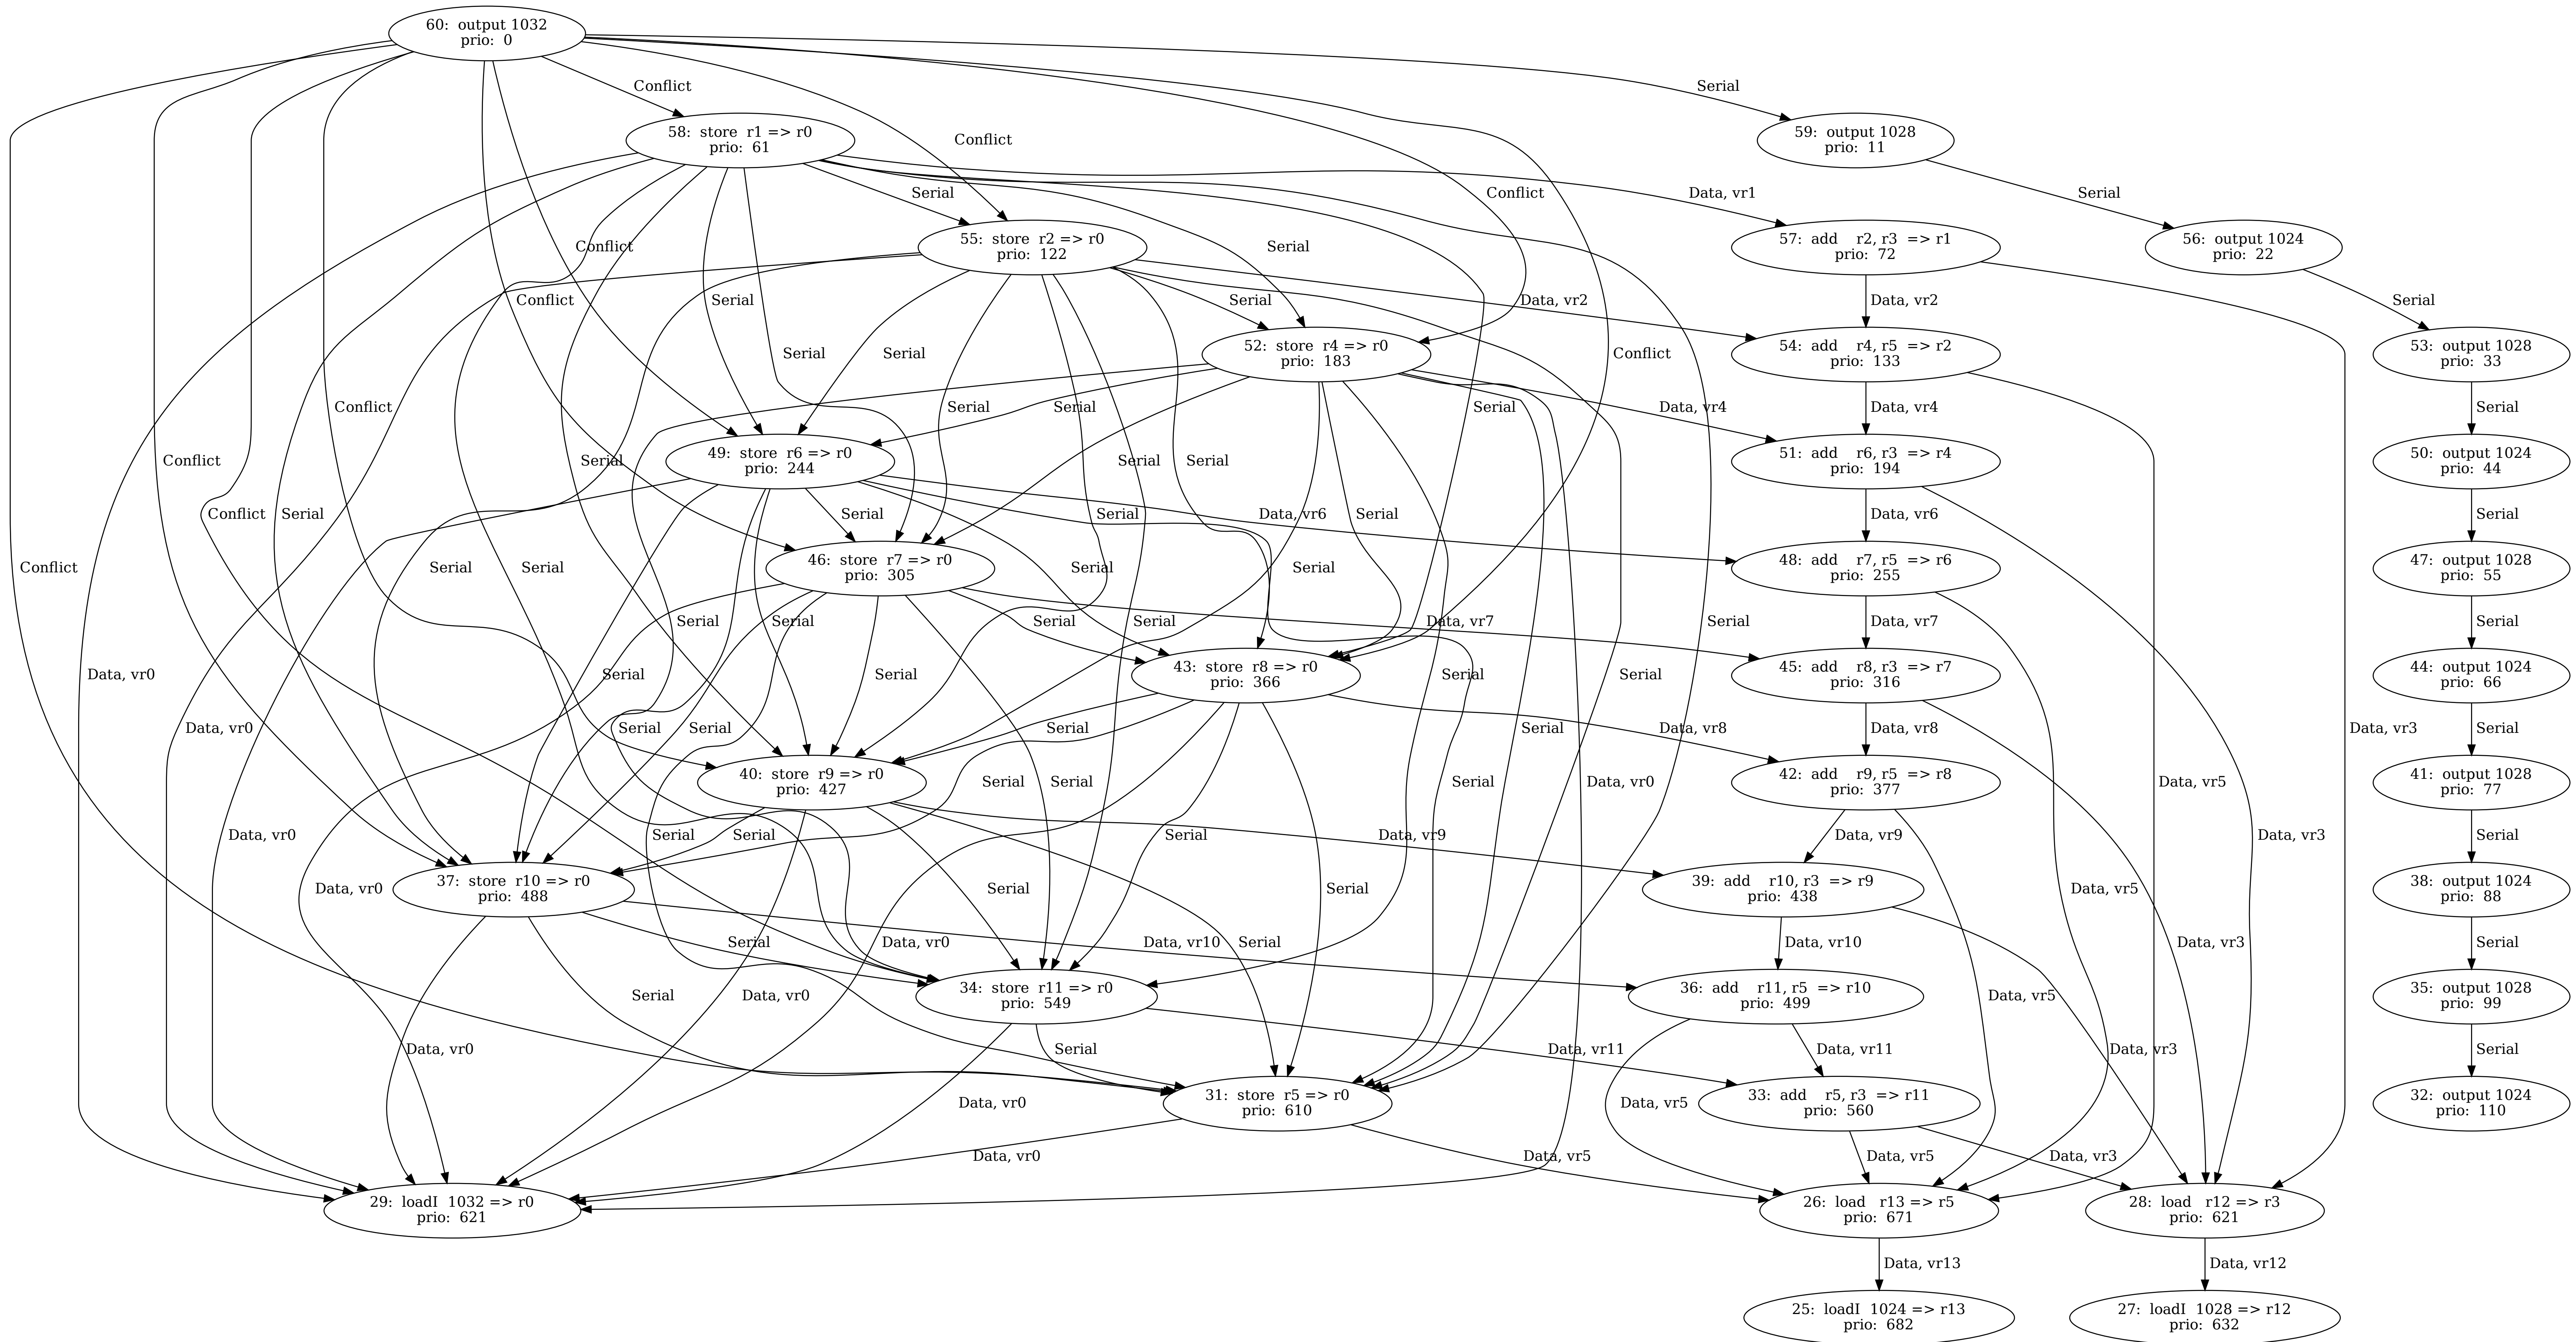 60:  output 1032
prio:  0
Conflict
Serial
58:  store  r1 => r0
prio:  61
59:  output 1028
prio:  11
Conflict
Serial
Conflict
Data, vr1
Serial
55:  store  r2 => r0
prio:  122
57:  add    r2, r3  => r1
prio:  72
56:  output 1024
prio:  22
Conflict
Serial
Conflict
Serial
Serial
Data, vr2
Data, vr2
Serial
52:  store  r4 => r0
prio:  183
54:  add    r4, r5  => r2
prio:  133
53:  output 1028
prio:  33
Serial
Serial
Conflict
Conflict
Serial
Serial
Serial
Data, vr4
Data, vr4
Serial
49:  store  r6 => r0
prio:  244
51:  add    r6, r3  => r4
prio:  194
50:  output 1024
prio:  44
Conflict
Serial
Serial
Serial
Conflict
Serial
Serial
Serial
Serial
Data, vr6
Data, vr6
Serial
46:  store  r7 => r0
prio:  305
48:  add    r7, r5  => r6
prio:  255
47:  output 1028
prio:  55
Conflict
Serial
Serial
Serial
Serial
Serial
Serial
Serial
Serial
Data, vr7
Serial
Data, vr7
Serial
43:  store  r8 => r0
prio:  366
45:  add    r8, r3  => r7
prio:  316
44:  output 1024
prio:  66
Data, vr0
Serial
Serial
Serial
Serial
Data, vr0
Serial
Serial
Serial
Serial
Data, vr8
Data, vr8
Data, vr3
Serial
40:  store  r9 => r0
prio:  427
42:  add    r9, r5  => r8
prio:  377
41:  output 1028
prio:  77
Serial
Serial
Serial
Data, vr0
Data, vr5
Data, vr0
Serial
Serial
Serial
Data, vr9
Data, vr9
Data, vr3
Serial
37:  store  r10 => r0
prio:  488
39:  add    r10, r3  => r9
prio:  438
38:  output 1024
prio:  88
Data, vr0
Serial
Serial
Data, vr5
Serial
Data, vr0
Serial
Data, vr10
Data, vr10
Data, vr3
Serial
34:  store  r11 => r0
prio:  549
36:  add    r11, r5  => r10
prio:  499
35:  output 1028
prio:  99
Serial
Data, vr0
Data, vr5
Data, vr0
Serial
Data, vr11
Data, vr11
Data, vr3
Serial
31:  store  r5 => r0
prio:  610
33:  add    r5, r3  => r11
prio:  560
32:  output 1024
prio:  110
Data, vr0
Data, vr5
Data, vr0
Data, vr5
Data, vr5
Data, vr3
29:  loadI  1032 => r0
prio:  621
26:  load   r13 => r5
prio:  671
28:  load   r12 => r3
prio:  621
Data, vr13
Data, vr12
25:  loadI  1024 => r13
prio:  682
27:  loadI  1028 => r12
prio:  632